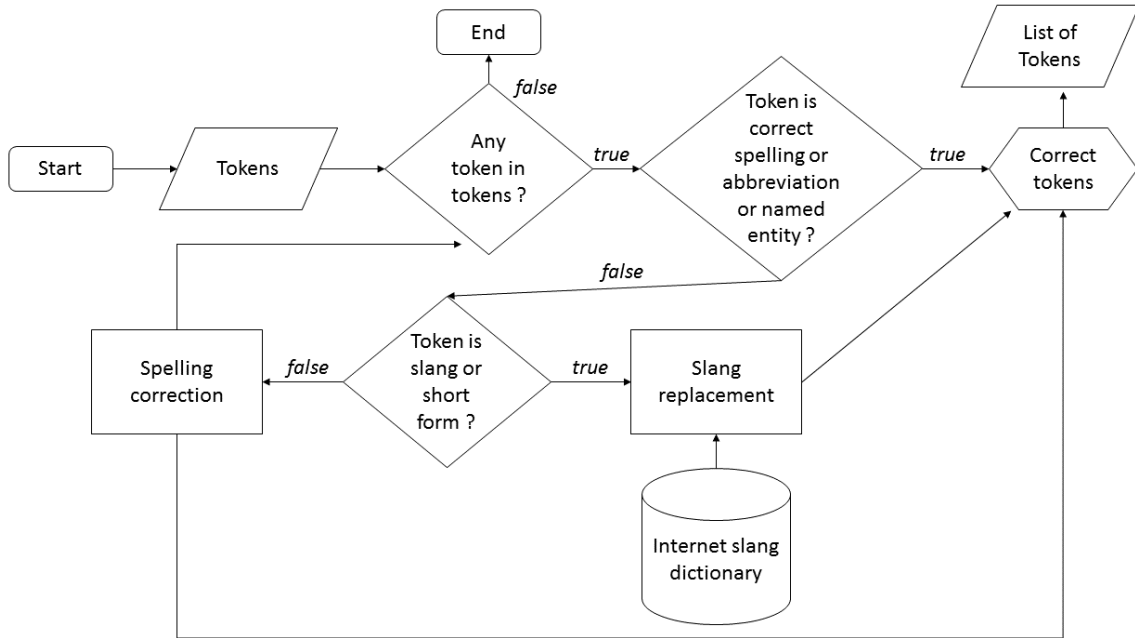 End
List of
Tokens
false
Token is
correct
spelling or
abbreviation
or named
entity ?
Start
Tokens
Any
token in
tokens ?
true
true
Correct
tokens
false
Spelling
correction
false
Token is
slang or
short
form ?
true
Slang
replacement
Internet slang
dictionary